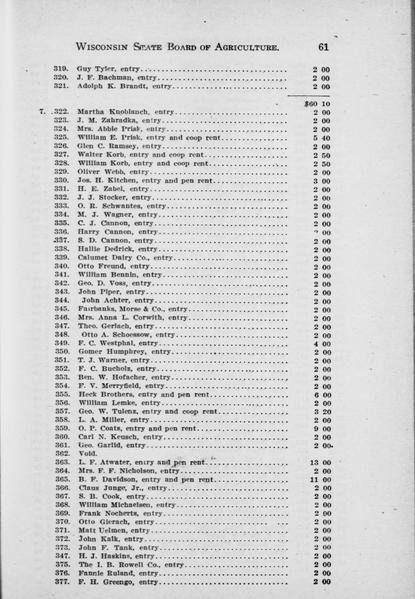 WISCONSIN STATE BOARD OF AGRICULTURE. 61
319. Guy Tyler, entry 2 00
320. J. F. Bachman, entry 2 00
321. Adolph K. Brandt, entry 2 00
$60 10
7. 322. Martha Knoblanch, entry 2 00
323. J. M. Zahradka, entry 2 00
324. Mrs. Abbie Prisk, entry 2 00
325. William E. Prisk, entry and coop rent 5 40
326. Glen C. Ramsey, entry 2 00
327. Walter Korb, entry and coop rent 2 50
328. William Korb, entry and coop rent 2 50
329. Oliver Webb, entry 2 00
330. Jos. H. Kitchen, entry and pen rent 3 00
331. H. E. Zabel, entry 2 00
332. J. J. Stocker, entry 2 00
333. O. R. Schwantes, entry 2 00
334. M. J. Wagner, entry 2 00
335. C. J. Cannon, entry 2 00
336. Harry Cannon, entry 2 00
337. S. D. Cannon, entry 2 00
338. Hallie Dedrick, entry 2 00
339. Calumet Dairy Co., entry 2 00
340. Otto Freund, entry 2 00
341. William Bennin, entry 2 00
342. Geo. D. Voss, entry 2 00
343. John Piper, entry 2 00
344. John Achter, entry 2 00
345. Fairbanks, Morse & Co., entry 2 00
346. Mrs. Anna L. Corwith, entry 2 00
347. Theo. Gerlach, entry 2 00
348. Otto A. Schoessow, entry 2 00
349. F. C. Westphal, entry 4 00
350. Gomer Humphrey, entry 2 00
351. T. J. Warner, entry 2 00
352. F. C. Bucholz, entry 2 00
353. Ben. W. Hofacher, entry 2 00
354. F. V. Merryfield, entry 2 00
355. Heck Brothers, entry and pen rent 6 00
356. William Lemke, entry 2 00
357. Geo. W. Tulenz, entry and coop rent 3 20
358. L. A. Miller, entry 2 00
359. O. P. Coats, entry and pen rent 9 00
360. Carl N. Keusch, entry 2 00
361. Geo. Garlid, entry 2 00
362. Void.
363. L. F. Atwater, entry and pen rent 13 00
364. Mrs. F. F. Nicholson, entry 2 00
365. B. F. Davidson, entry and pen rent 11 00
366. Claus Junge, Jr., entry 2 00
367. S. B. Cook, entry 2 00
368. William Michaelsen, entry 2 00
369. Frank Nochertz, entry 2 00
370. Otto Gierach, entry 2 00
371. Matt Uelmen, entry 2 00
372. John Kalk, entry 2 00
373. John F. Tank, entry 2 00
347. H. J. Haskins, entry 2 00
375. The I. B. Rowell Co., entry 2 00
376. Fannie Ruland, entry 2 00
377. F. H. Greengo, entry 2 00